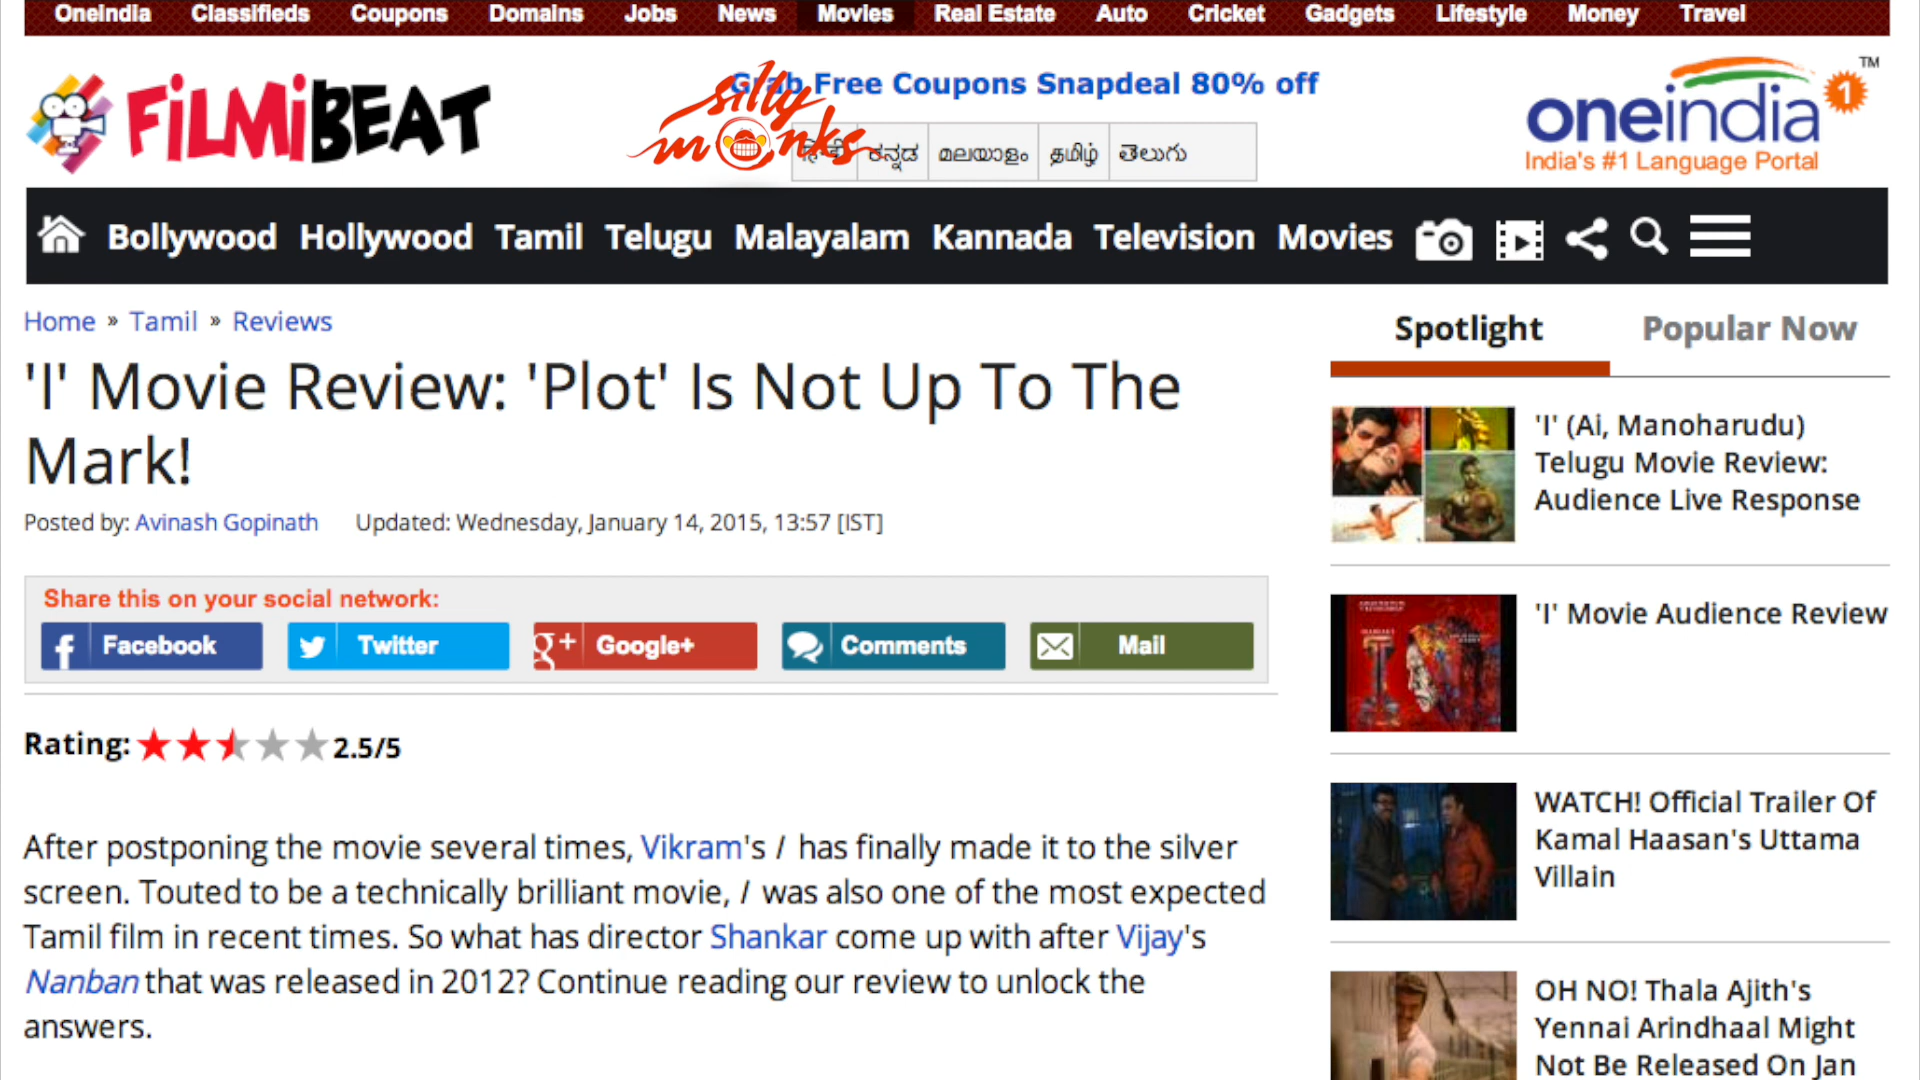 Oneindia Classifieds Coupons Domains Jobs News Movies Real Estate Auto Cricket Gadgets Lifestyle Money Travel
FiLMiBEAT
silly
monks
Grab Free Coupons Snapdeal 80% off
हिन्दी ಕನ್ನಡ മലയാളം தமிழ் తెలుగు
oneindia 1 TM
India's #1 Language Portal
Bollywood Hollywood Tamil Telugu Malayalam Kannada Television Movies
Home » Tamil » Reviews
'I' Movie Review: 'Plot' Is Not Up To The
Mark!
Posted by: Avinash Gopinath Updated: Wednesday, January 14, 2015, 13:57 [IST]
Share this on your social network:
f Facebook Twitter g+ Google+ Comments Mail
Rating: 2.5/5
After postponing the movie several times, Vikram's I has finally made it to the silver
screen. Touted to be a technically brilliant movie, I was also one of the most expected
Tamil film in recent times. So what has director Shankar come up with after Vijay's
Nanban that was released in 2012? Continue reading our review to unlock the
answers.
Spotlight Popular Now
'I' (Ai, Manoharudu)
Telugu Movie Review:
Audience Live Response
'I' Movie Audience Review
WATCH! Official Trailer Of
Kamal Haasan's Uttama
Villain
OH NO! Thala Ajith's
Yennai Arindhaal Might
Not Be Released On Jan